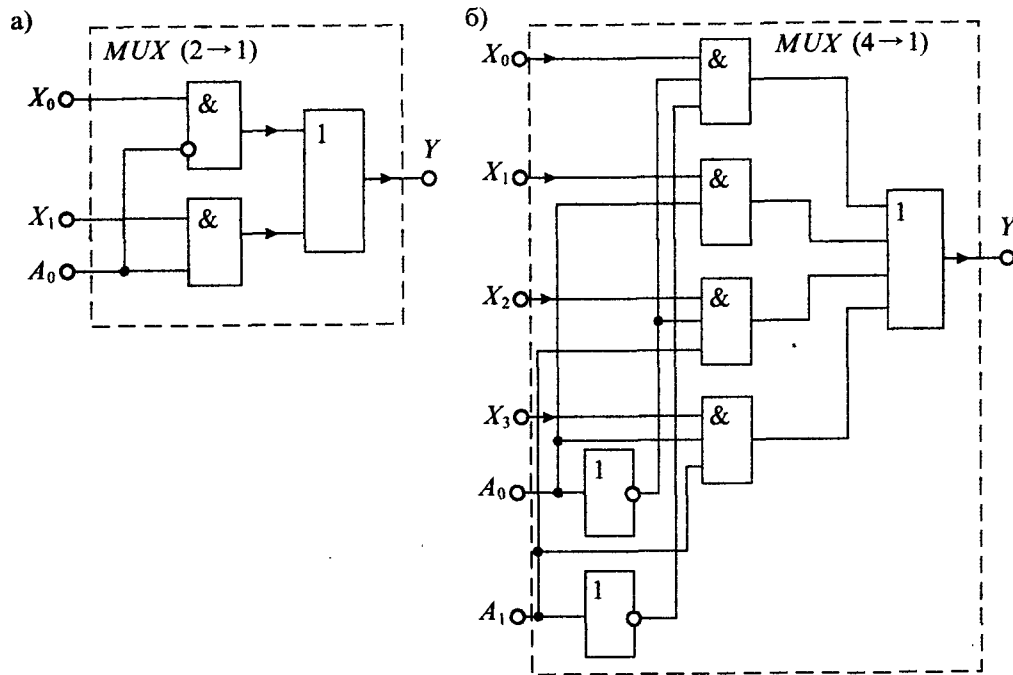 а)
MUX (2→1)
X₀
&
1
Y
X₁
&
A₀
б)
MUX (4→1)
X₀
&
X₁
&
1
Y
X₂
&
X₃
&
A₀
1
A₁
1